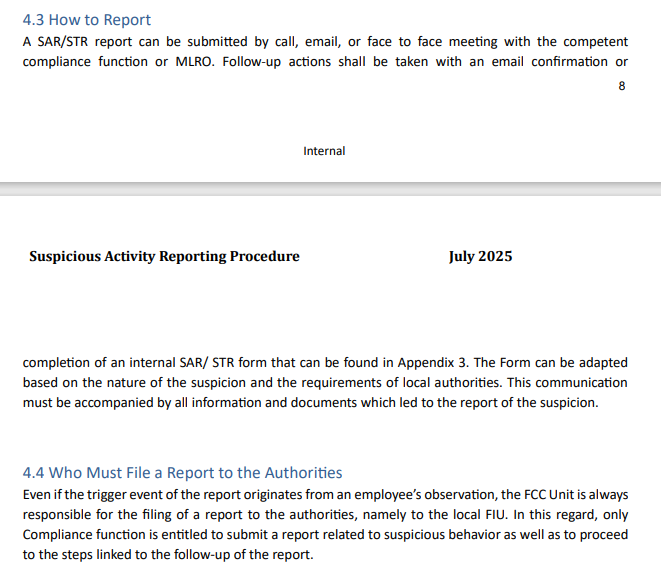 4.3 How to Report
A SAR/STR report can be submitted by call, email, or face to face meeting with the competent
compliance function or MLRO. Follow-up actions shall be taken with an email confirmation or
8
Internal
Suspicious Activity Reporting Procedure July 2025
completion of an internal SAR/ STR form that can be found in Appendix 3. The Form can be adapted
based on the nature of the suspicion and the requirements of local authorities. This communication
must be accompanied by all information and documents which led to the report of the suspicion.
4.4 Who Must File a Report to the Authorities
Even if the trigger event of the report originates from an employee’s observation, the FCC Unit is always
responsible for the filing of a report to the authorities, namely to the local FIU. In this regard, only
Compliance function is entitled to submit a report related to suspicious behavior as well as to proceed
to the steps linked to the follow-up of the report.